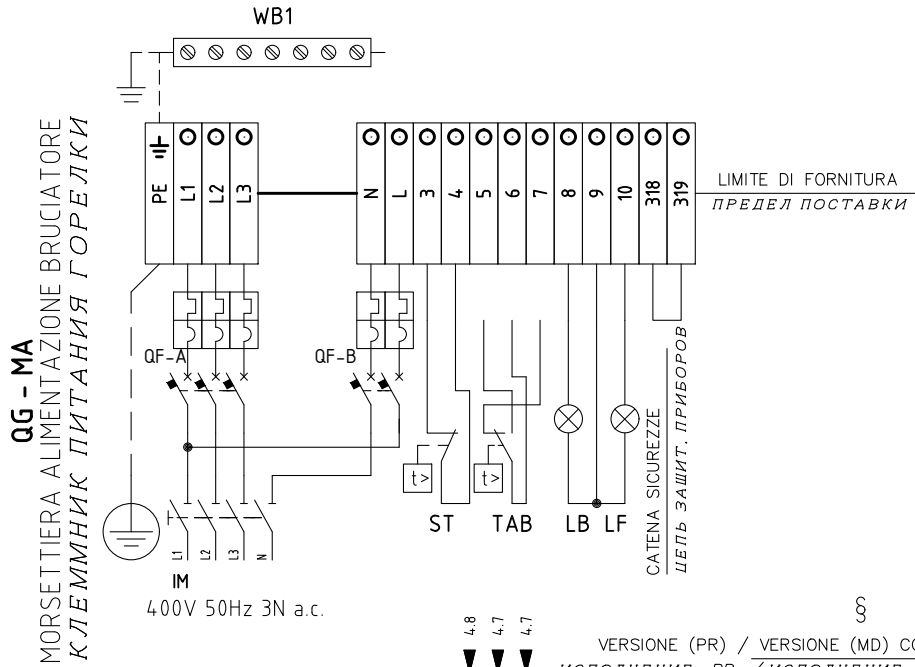 WB1
QG - MA
MORSETTIERA ALIMENTAZIONE BRUCIATORE
КЛЕММНИК ПИТАНИЯ ГОРЕЛКИ
PE L1 L2 L3 N L 3 4 5 6 7 8 9 10 318 319
LIMITE DI FORNITURA
ПРЕДЕЛ ПОСТАВКИ
QF-A QF-B
t> t>
ST TAB LB LF
CATENA SICUREZZE
ЦЕПЬ ЗАЩИТ. ПРИБОРОВ
L1 L2 L3 N
IM
400V 50Hz 3N a.c.
4.8 4.7 4.7
§
VERSIONE (PR) / VERSIONE (MD) CO